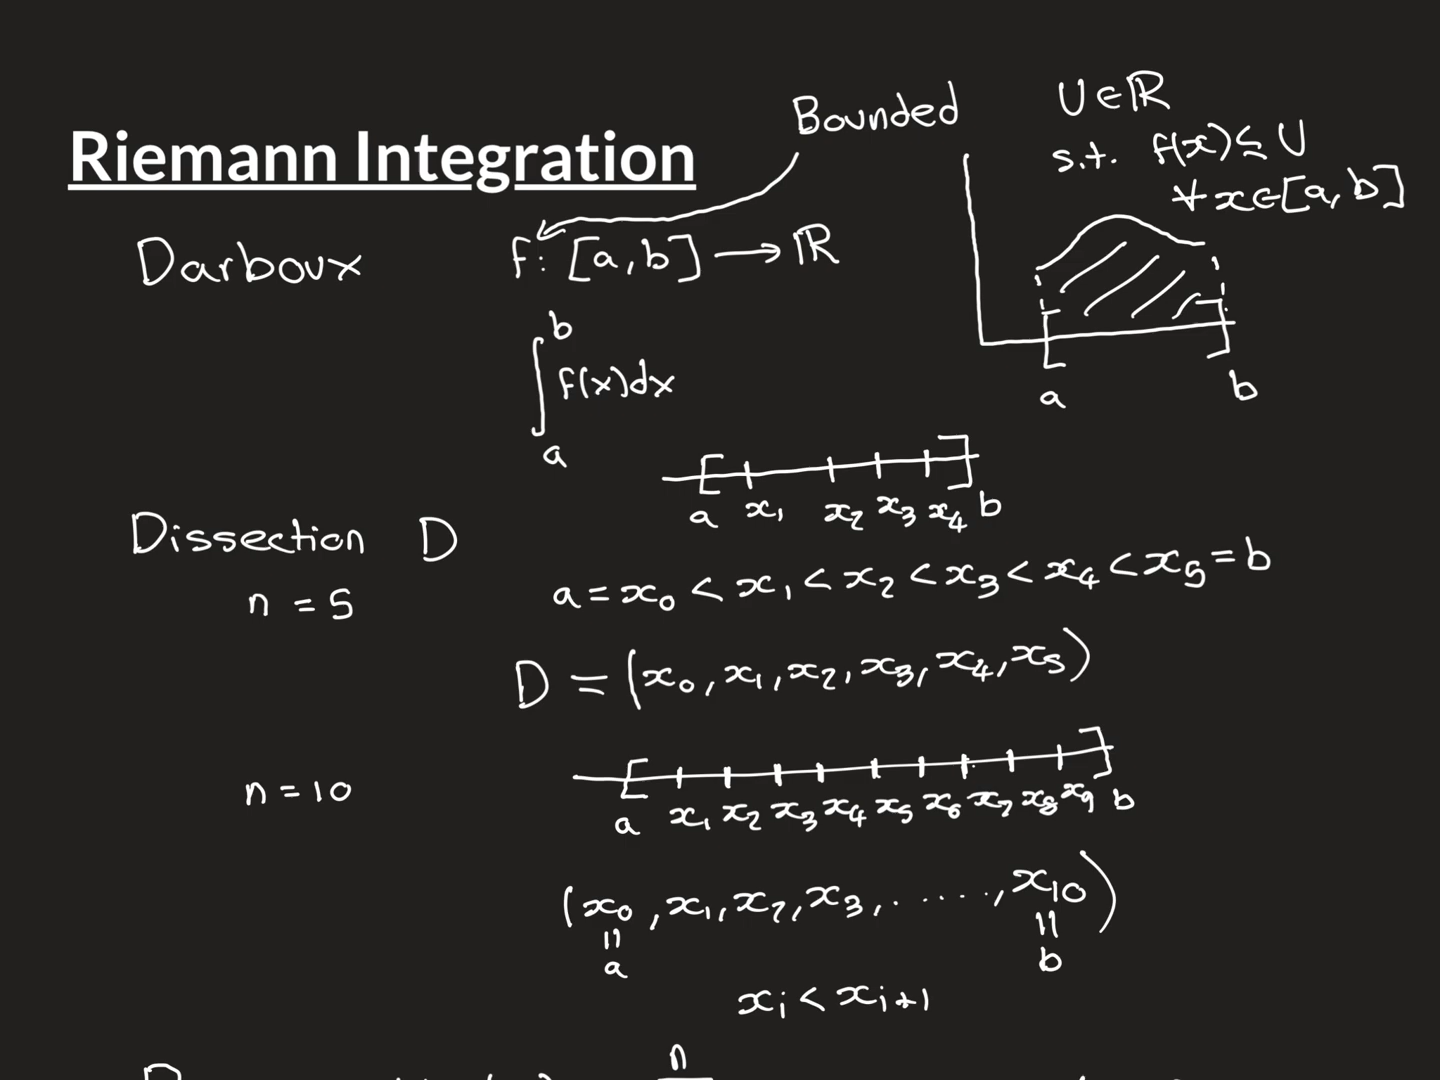 Riemann Integration
Bounded
U∈ℝ
s.t. f(x)≤U
∀x∈[a,b]
Darboux
f: [a,b] → ℝ
∫ₐᵇ f(x)dx
a b
a x₁ x₂ x₃ x₄ b
Dissection D
n = 5
a = x₀ < x₁ < x₂ < x₃ < x₄ < x₅ = b
D = (x₀, x₁, x₂, x₃, x₄, x₅)
n = 10
a x₁ x₂ x₃ x₄ x₅ x₆ x₇ x₈ x₉ b
(x₀, x₁, x₂, x₃, ....., x₁₀)
= =
a b
xᵢ < xᵢ₊₁
n